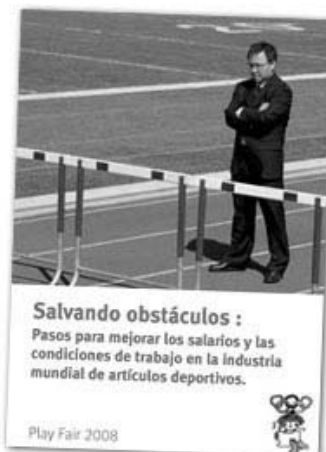 Salvando obstáculos :
Pasos para mejorar los salarios y las
condiciones de trabajo en la industria
mundial de artículos deportivos.
Play Fair 2008